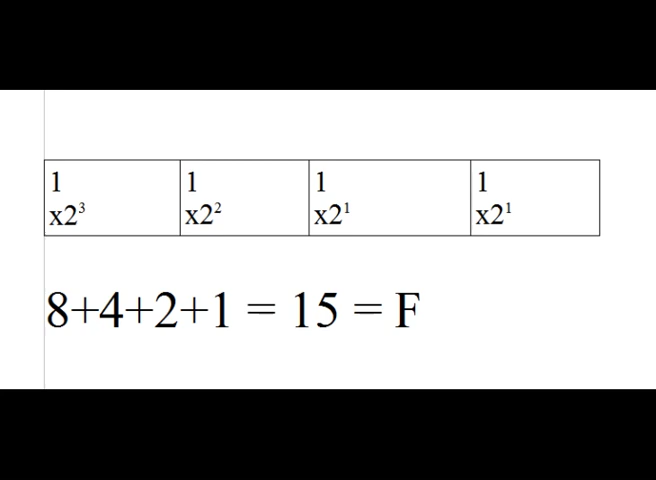 1 1 1 1
x2³ x2² x2¹ x2¹
8+4+2+1 = 15 = F